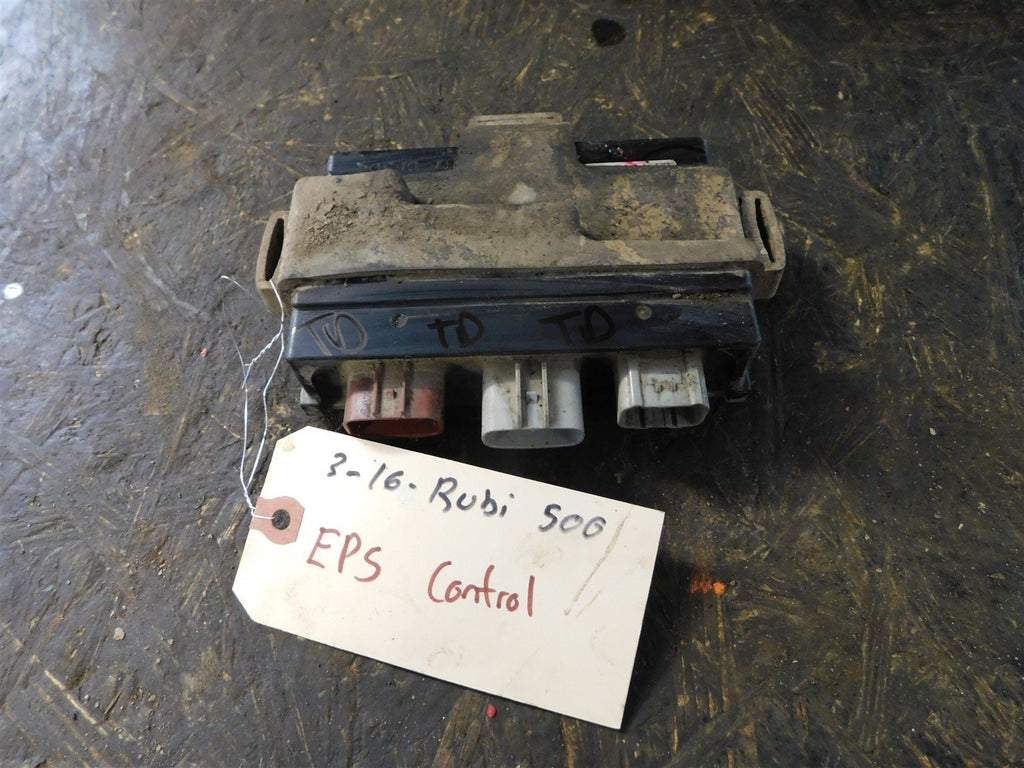 TD TD TD
3-16-Rubi 500
EPS Control